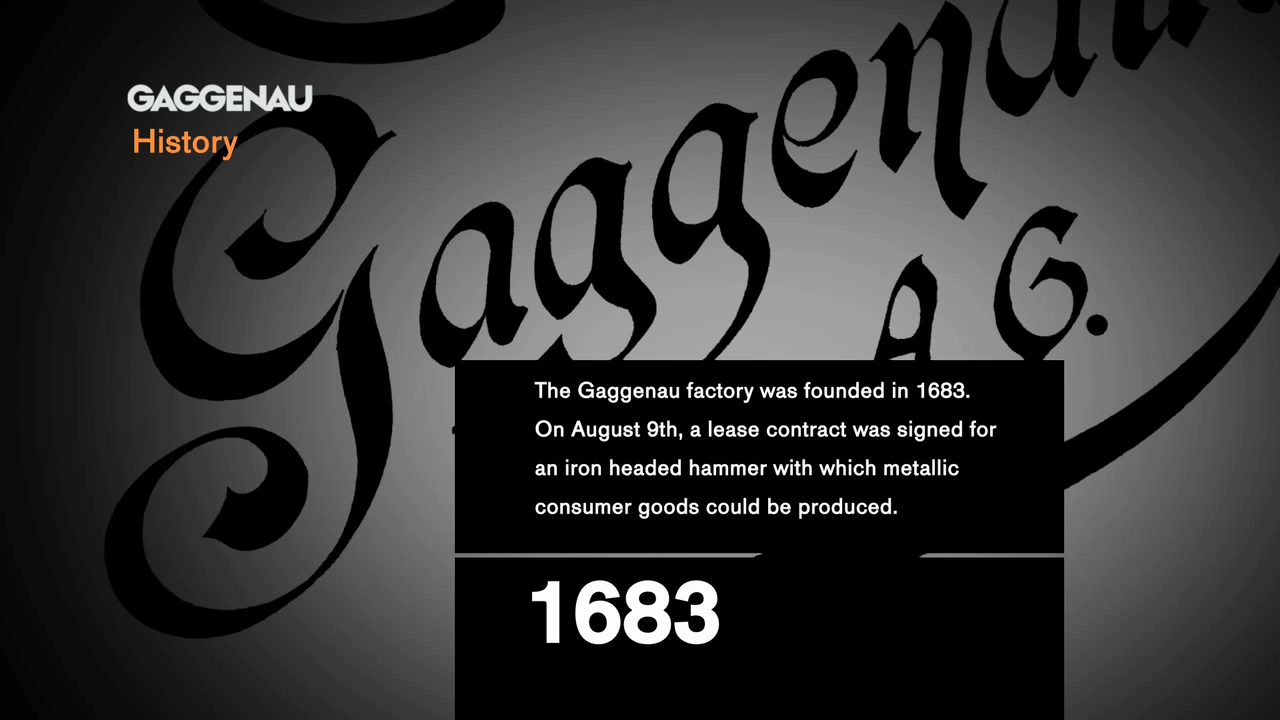 GAGGENAU
History
Gaggenau
A. G.
The Gaggenau factory was founded in 1683.
On August 9th, a lease contract was signed for
an iron headed hammer with which metallic
consumer goods could be produced.
1683